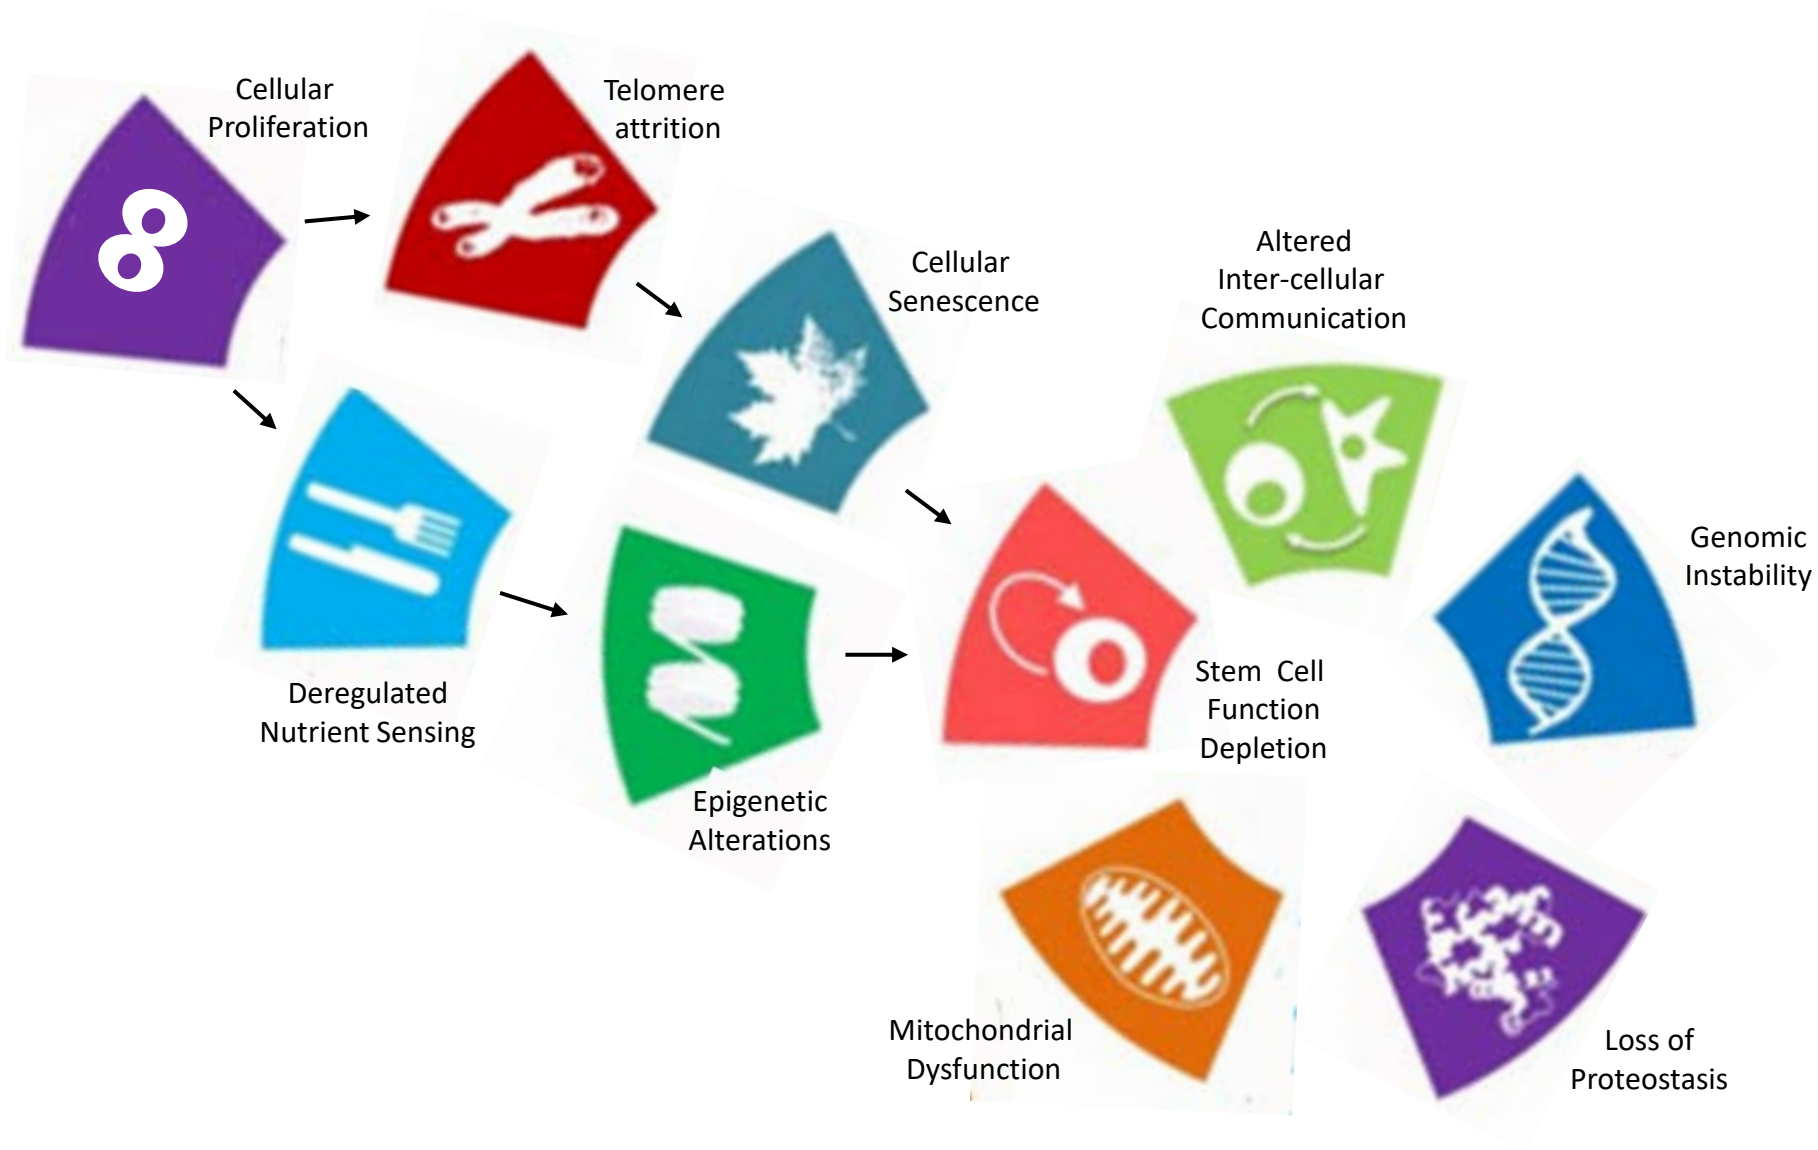 Cellular
Proliferation
Telomere
attrition
Cellular
Senescence
Altered
Inter-cellular
Communication
Genomic
Instability
Deregulated
Nutrient Sensing
Epigenetic
Alterations
Stem Cell
Function
Depletion
Mitochondrial
Dysfunction
Loss of
Proteostasis